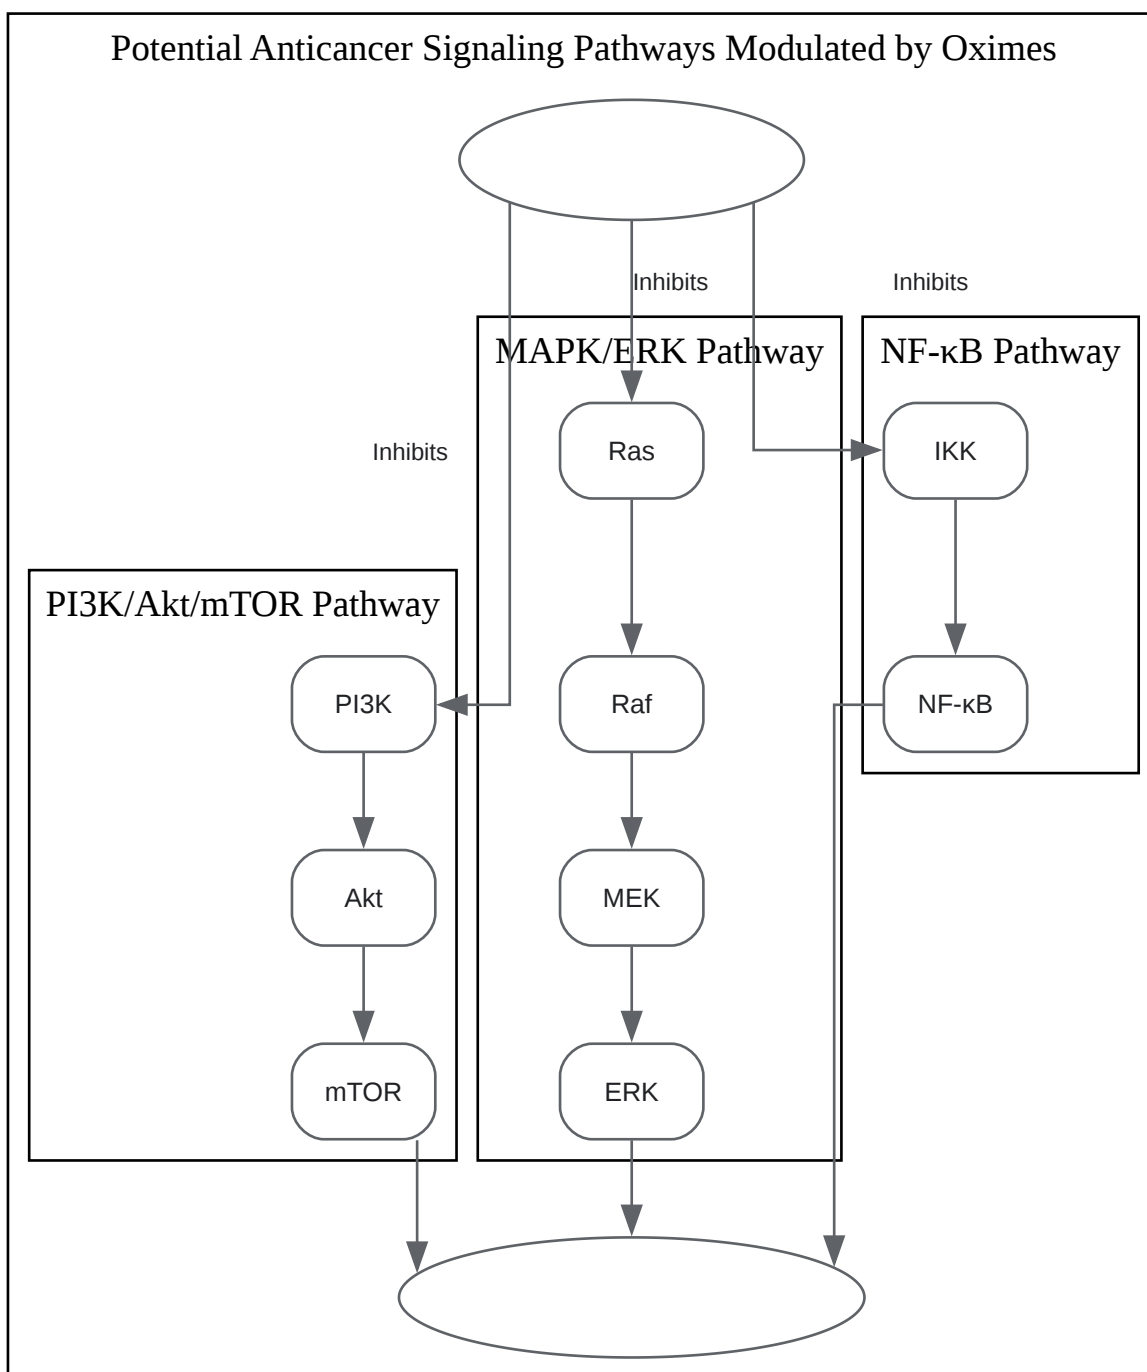 Potential Anticancer Signaling Pathways Modulated by Oximes
Inhibits
Inhibits
MAPK/ERK Pathway
NF-κB Pathway
Ras
IKK
Inhibits
PI3K/Akt/mTOR Pathway
PI3K
Raf
NF-κB
Akt
MEK
mTOR
ERK